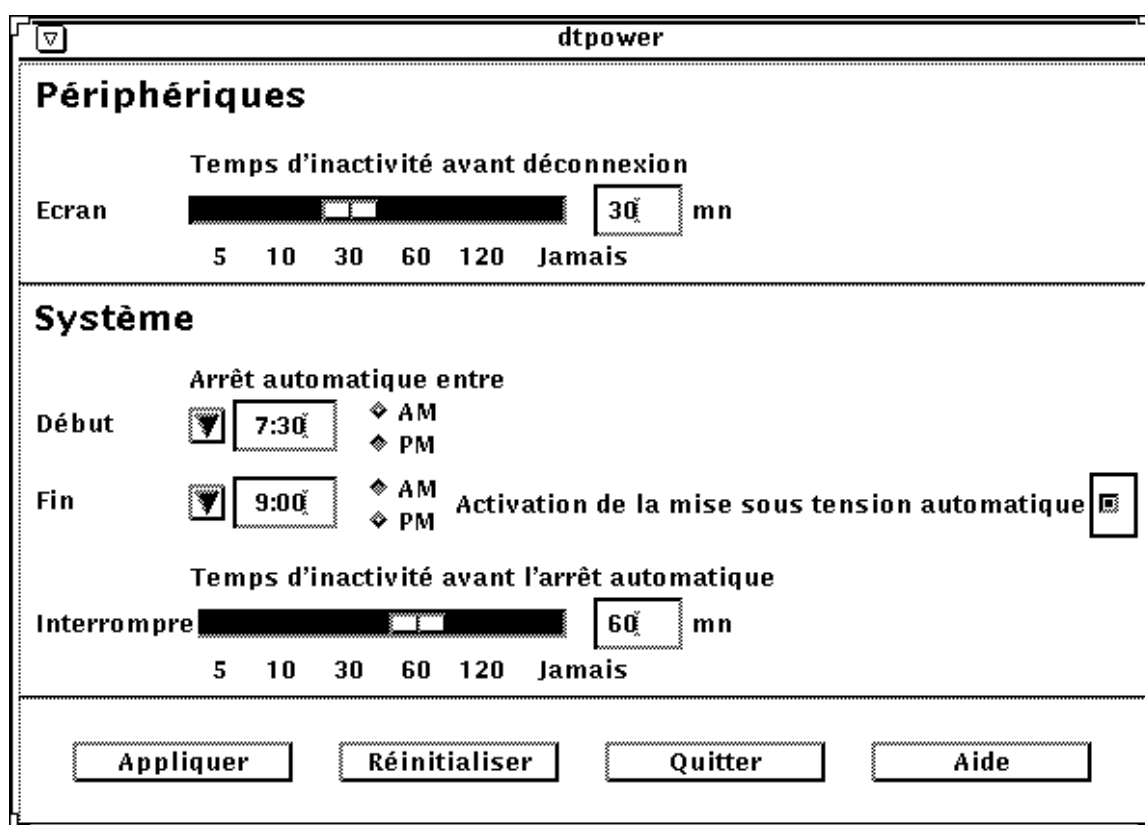 dtpower
Périphériques
Temps d'inactivité avant déconnexion
Ecran 30 mn
5 10 30 60 120 Jamais
Système
Arrêt automatique entre
Début 7:30 AM
PM
Fin 9:00 AM
PM Activation de la mise sous tension automatique
Temps d'inactivité avant l'arrêt automatique
Interrompre 60 mn
5 10 30 60 120 Jamais
Appliquer Réinitialiser Quitter Aide